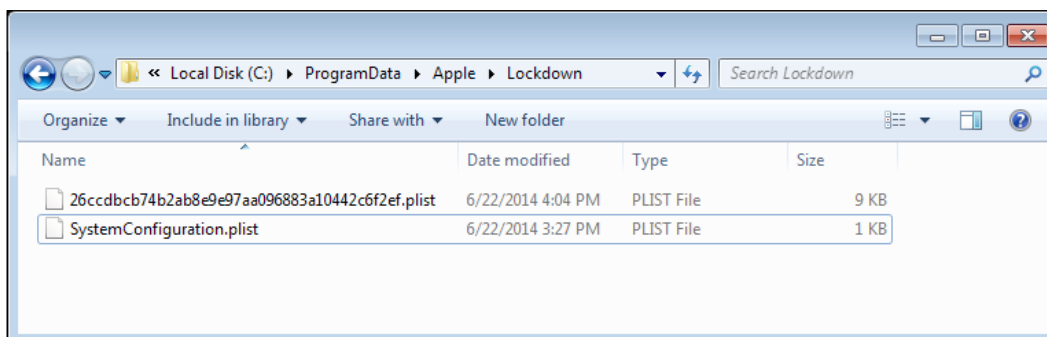 « Local Disk (C:) ▸ ProgramData ▸ Apple ▸ Lockdown
Search Lockdown
Organize ▾ Include in library ▾ Share with ▾ New folder
Name Date modified Type Size
26ccdbcb74b2ab8e9e97aa096883a10442c6f2ef.plist 6/22/2014 4:04 PM PLIST File 9 KB
SystemConfiguration.plist 6/22/2014 3:27 PM PLIST File 1 KB